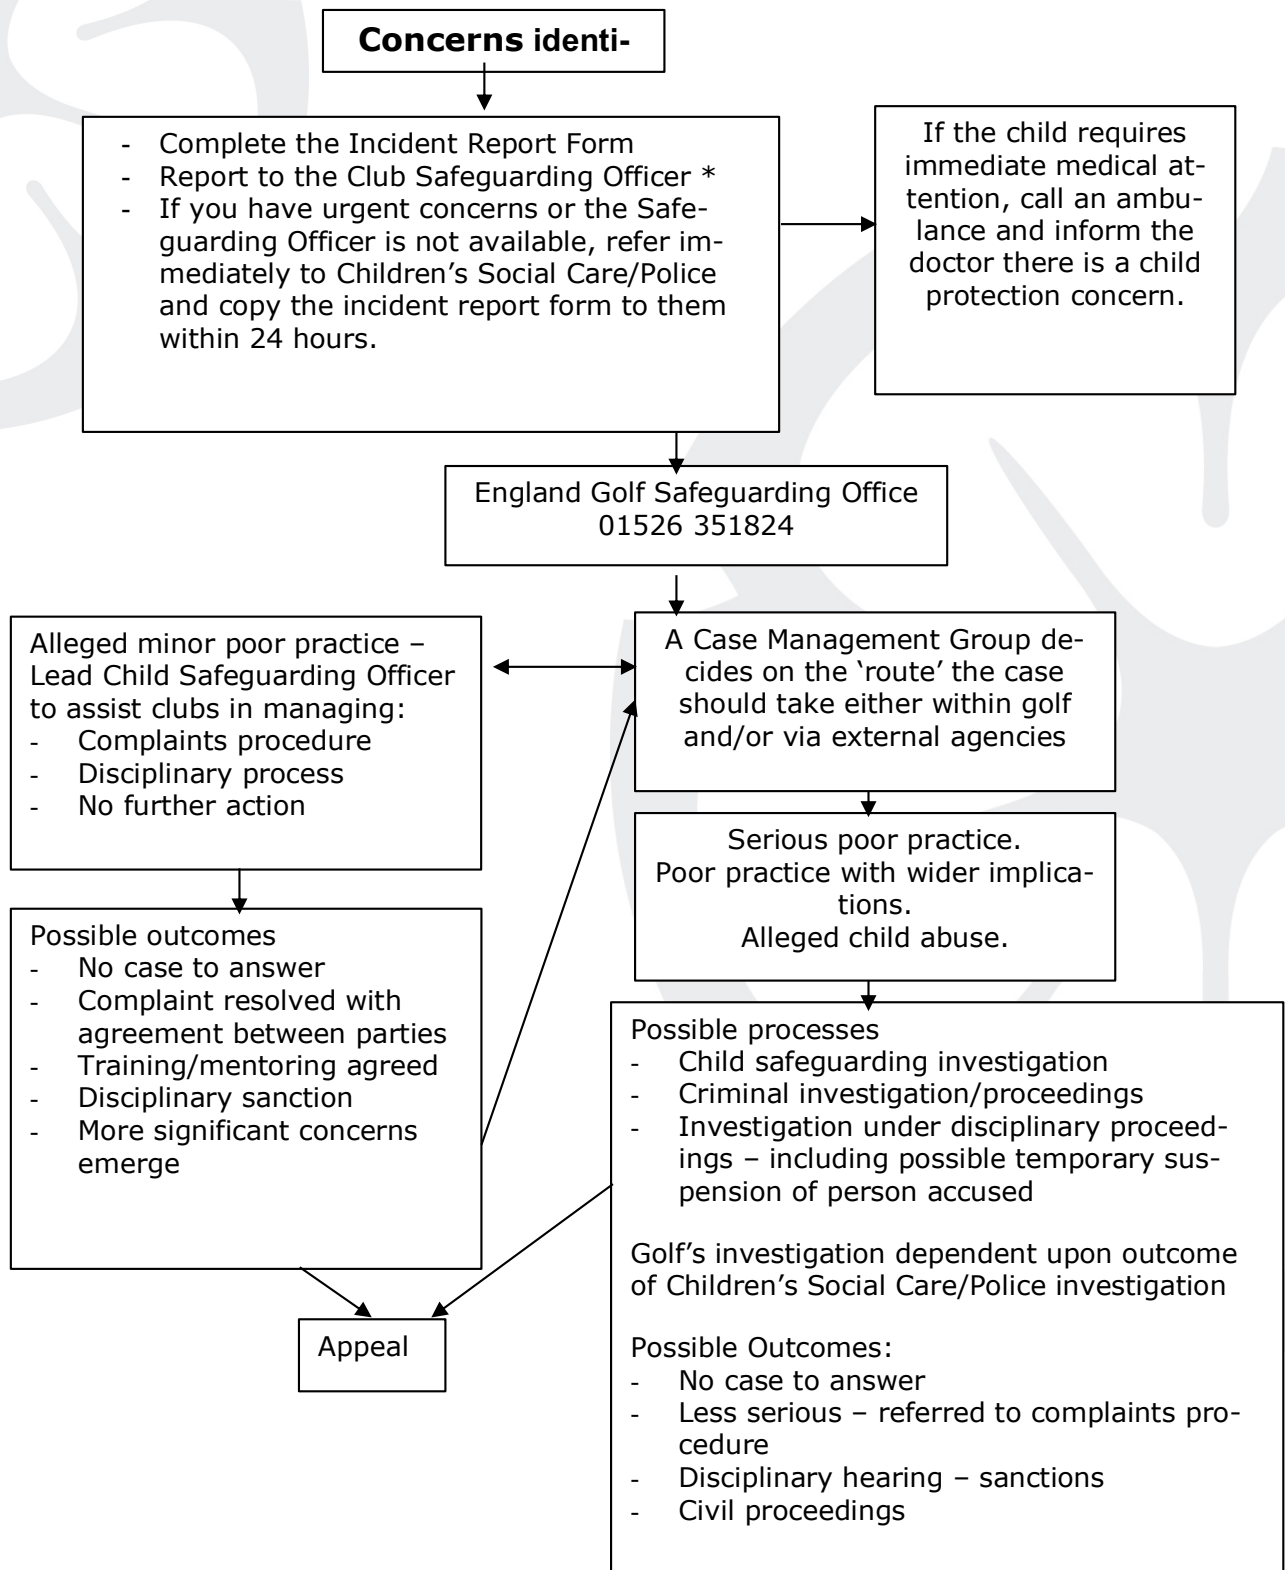 Concerns identi-
- Complete the Incident Report Form
- Report to the Club Safeguarding Officer *
- If you have urgent concerns or the Safe-
guarding Officer is not available, refer im-
mediately to Children’s Social Care/Police
and copy the incident report form to them
within 24 hours.
If the child requires
immediate medical at-
tention, call an ambu-
lance and inform the
doctor there is a child
protection concern.
England Golf Safeguarding Office
01526 351824
Alleged minor poor practice –
Lead Child Safeguarding Officer
to assist clubs in managing:
- Complaints procedure
- Disciplinary process
- No further action
A Case Management Group de-
cides on the ‘route’ the case
should take either within golf
and/or via external agencies
Serious poor practice.
Poor practice with wider implica-
tions.
Alleged child abuse.
Possible outcomes
- No case to answer
- Complaint resolved with
agreement between parties
- Training/mentoring agreed
- Disciplinary sanction
- More significant concerns
emerge
Possible processes
- Child safeguarding investigation
- Criminal investigation/proceedings
- Investigation under disciplinary proceed-
ings – including possible temporary sus-
pension of person accused
Golf’s investigation dependent upon outcome
of Children’s Social Care/Police investigation
Possible Outcomes:
- No case to answer
- Less serious – referred to complaints pro-
cedure
- Disciplinary hearing – sanctions
- Civil proceedings
Appeal